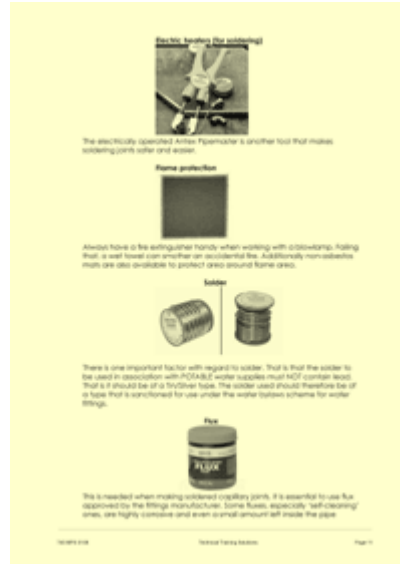 Electric heaters (for soldering)
The electrically operated Antex Pipemaster is another tool that makes
soldering joints safer and easier.
Flame protection
Always have a fire extinguisher handy when working with a blowlamp. Failing
that, a wet towel can smother an accidental fire. Additionally non-asbestos
mats are also available to protect area around flame area.
Solder
There is one important factor with regard to solder. That is that the solder to
be used in association with POTABLE water supplies must NOT contain lead.
That is it should be of a Tin/Silver type. The solder used should therefore be of
a type that is sanctioned for use under the water bylaws scheme for water
fittings.
Flux
FLUX
This is needed when making soldered capillary joints. It is essential to use flux
approved by the fittings manufacturer. Some fluxes, especially 'self-cleaning'
ones, are highly corrosive and even a small amount left inside the pipe
Technical Training Solutions
Page 11